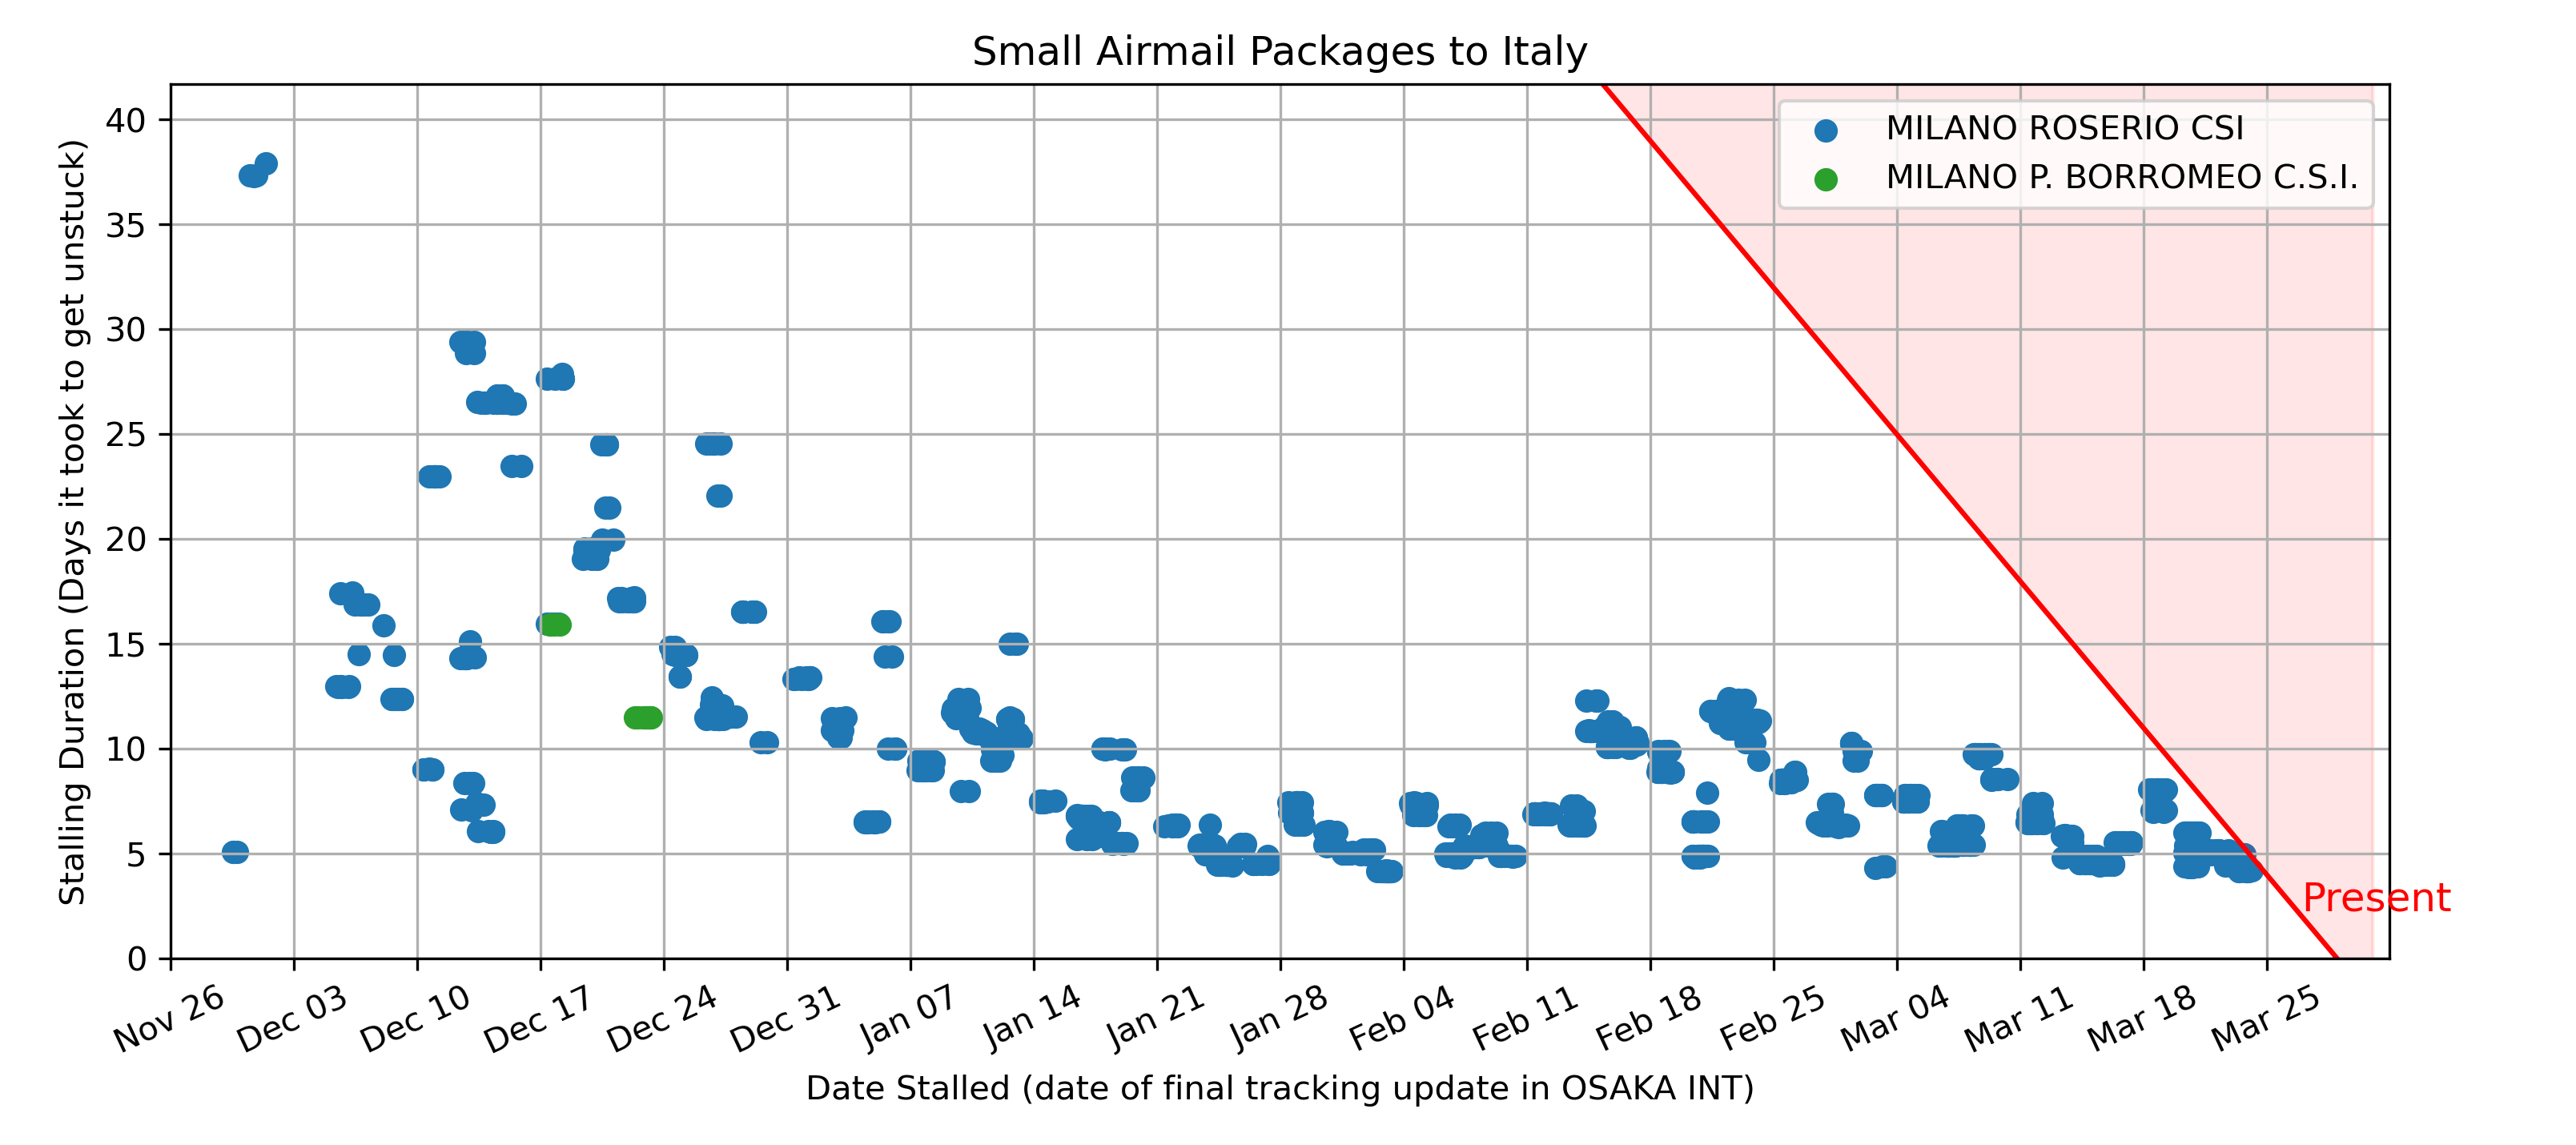 Small Airmail Packages to Italy
MILANO ROSERIO CSI
MILANO P. BORROMEO C.S.I.
Stalling Duration (Days it took to get unstuck)
40
35
30
25
20
15
10
5
0
Present
Nov 26
Dec 03
Dec 10
Dec 17
Dec 24
Dec 31
Jan 07
Jan 14
Jan 21
Jan 28
Feb 04
Feb 11
Feb 18
Feb 25
Mar 04
Mar 11
Mar 18
Mar 25
Date Stalled (date of final tracking update in OSAKA INT)